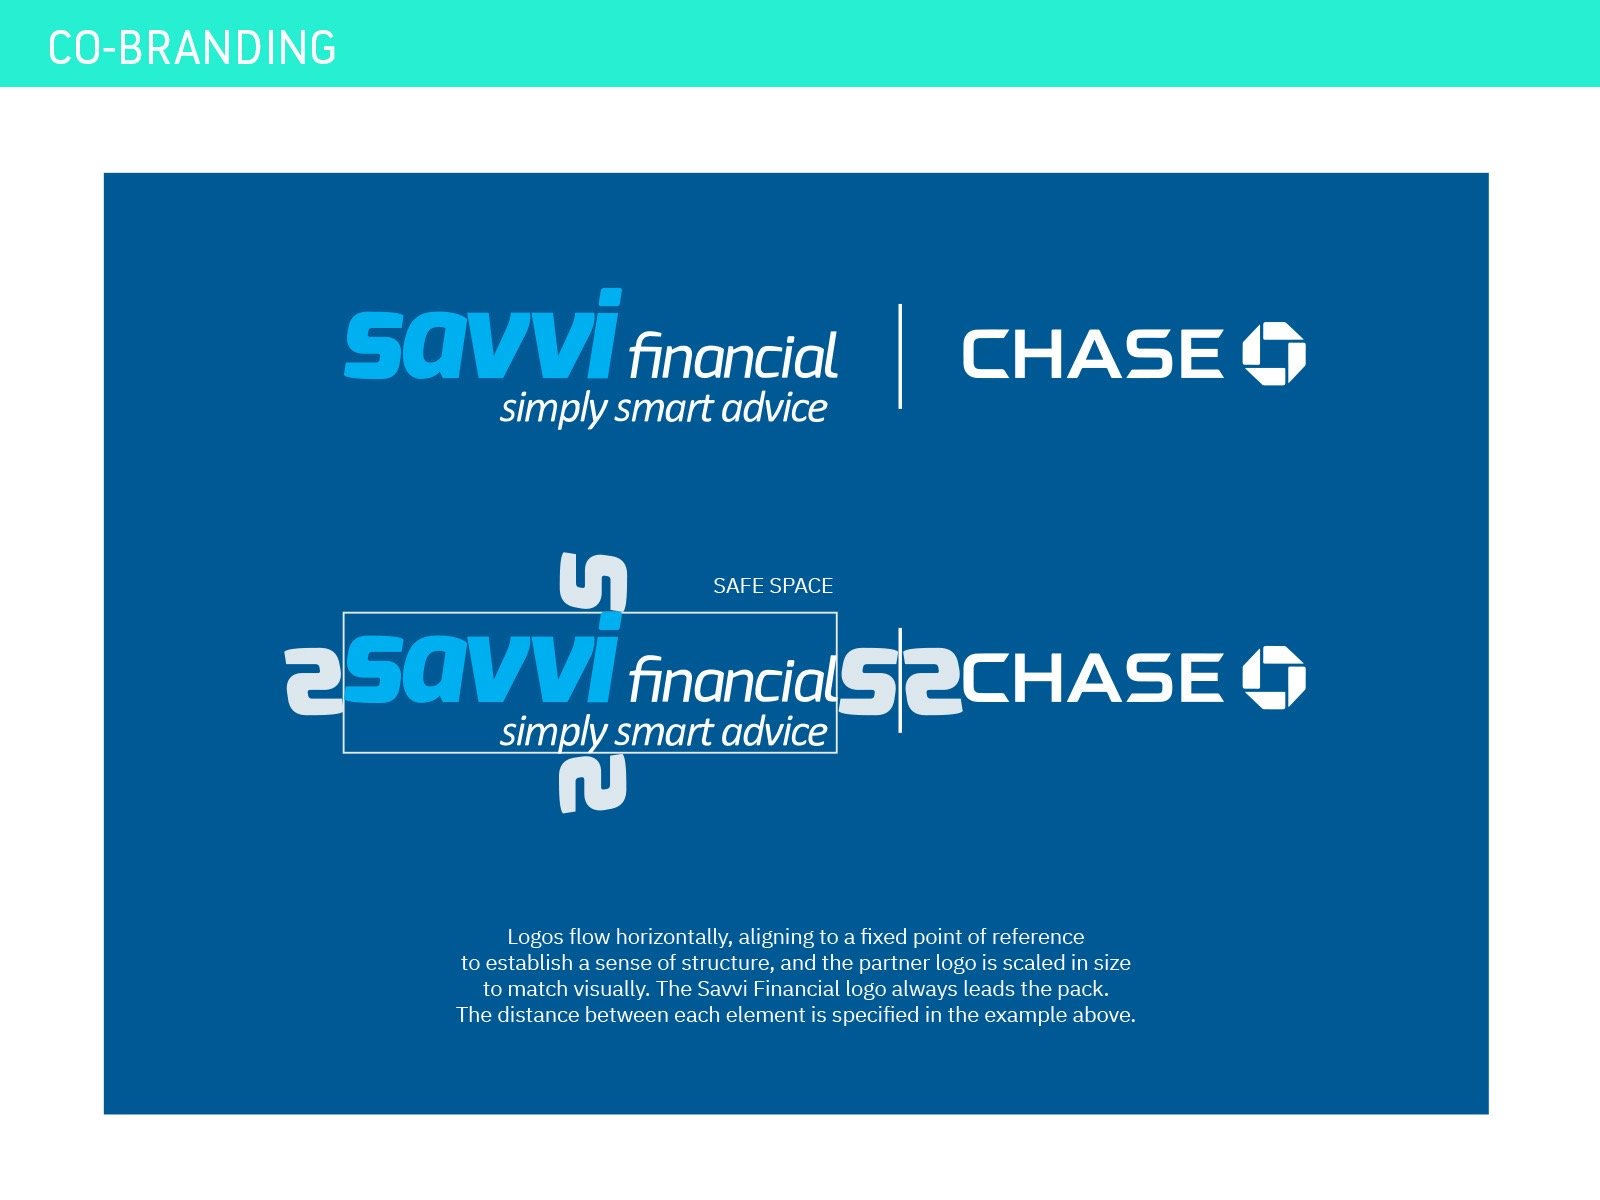 CO-BRANDING
savvi financial
simply smart advice
CHASE
SAFE SPACE
savvi financial
simply smart advice
CHASE
Logos flow horizontally, aligning to a fixed point of reference
to establish a sense of structure, and the partner logo is scaled in size
to match visually. The Savvi Financial logo always leads the pack.
The distance between each element is specified in the example above.